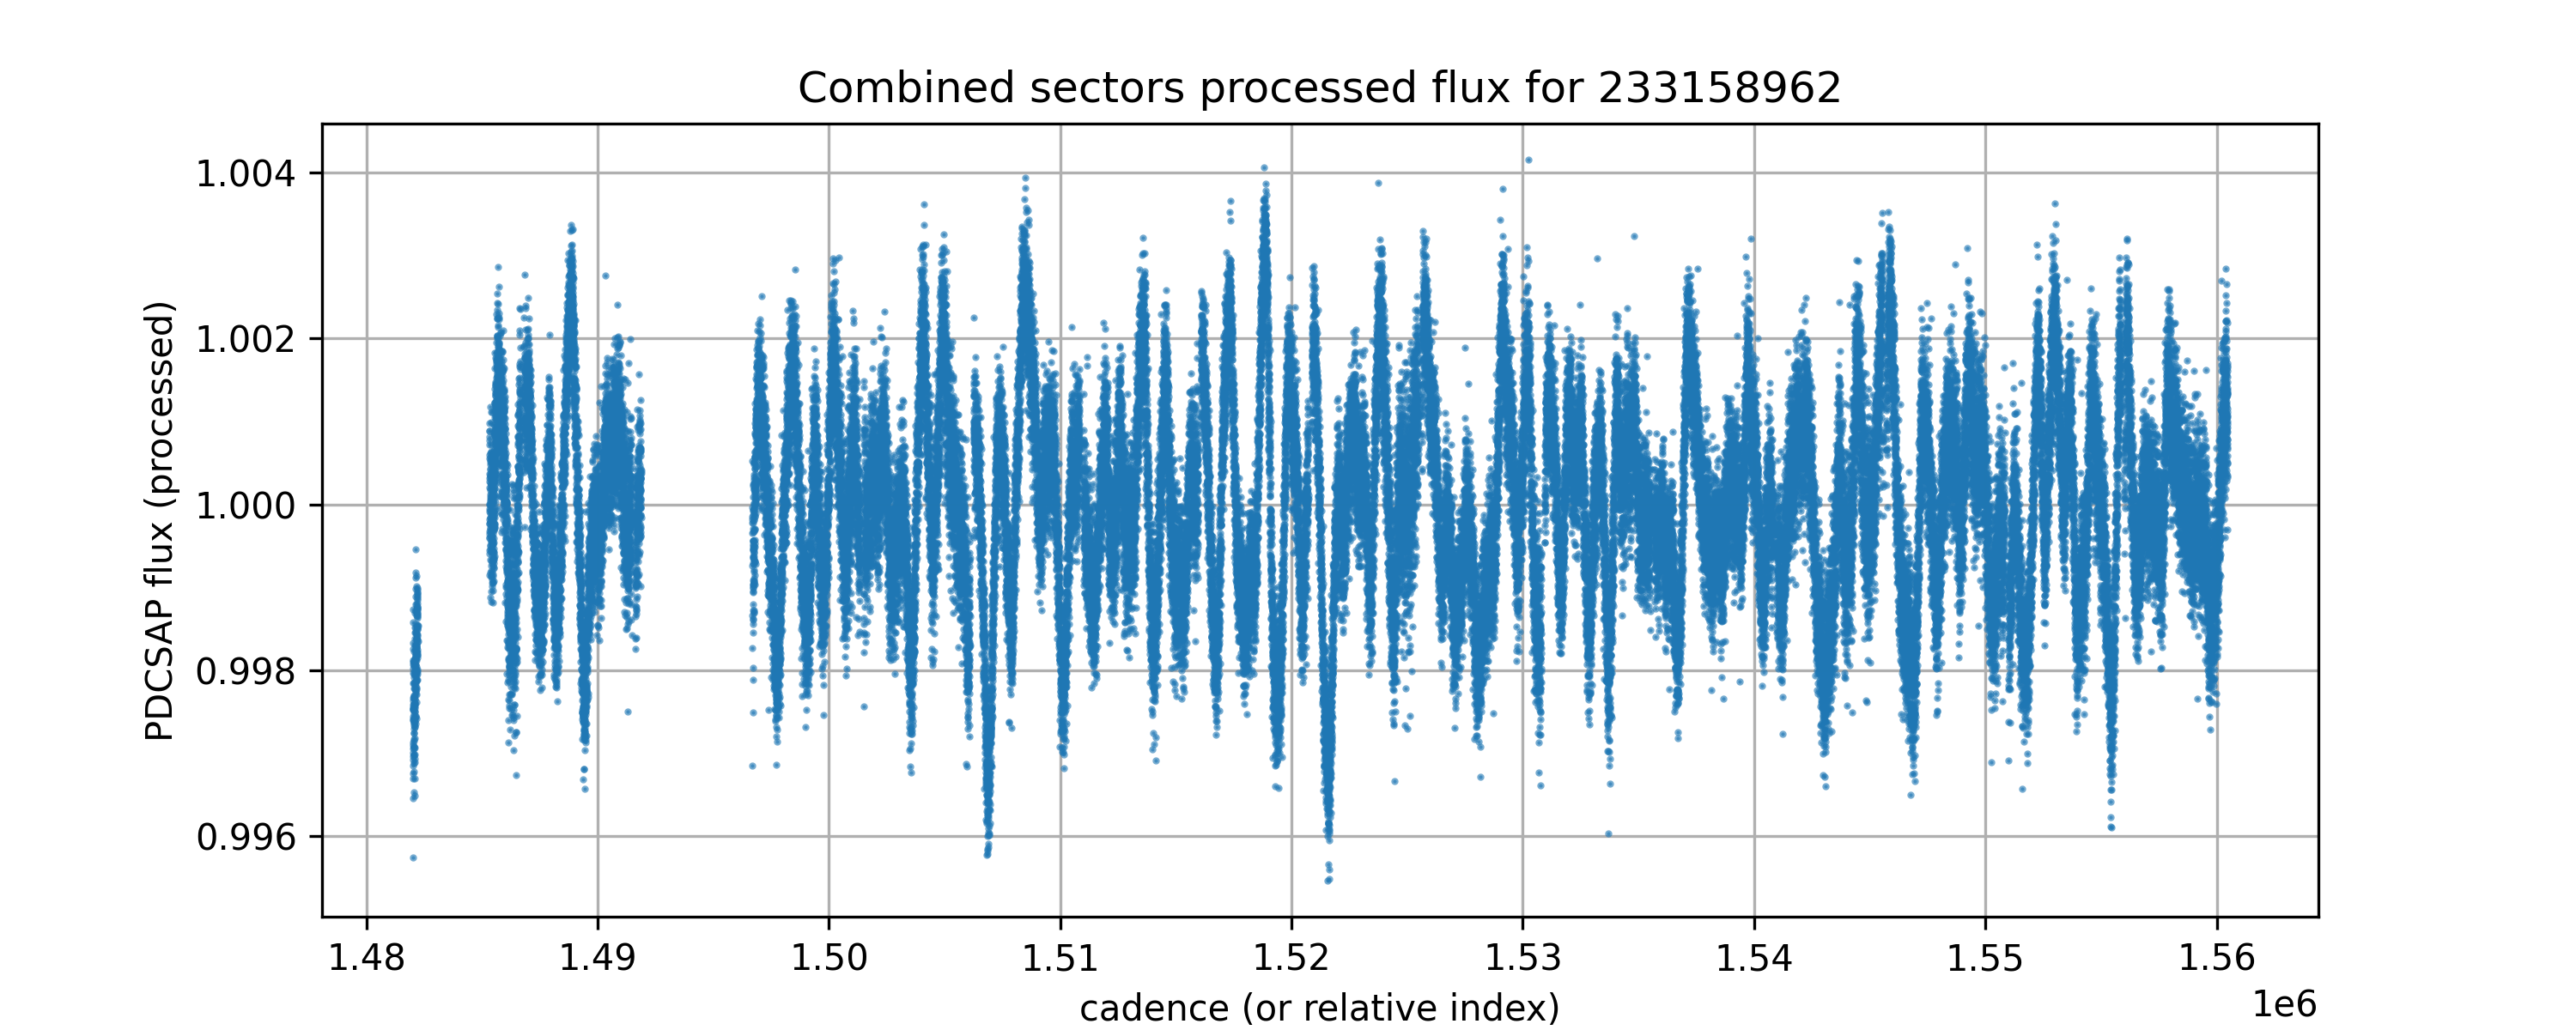 Combined sectors processed flux for 233158962
PDCSAP flux (processed)
1.004
1.002
1.000
0.998
0.996
1.48 1.49 1.50 1.51 1.52 1.53 1.54 1.55 1.56
1e6
cadence (or relative index)